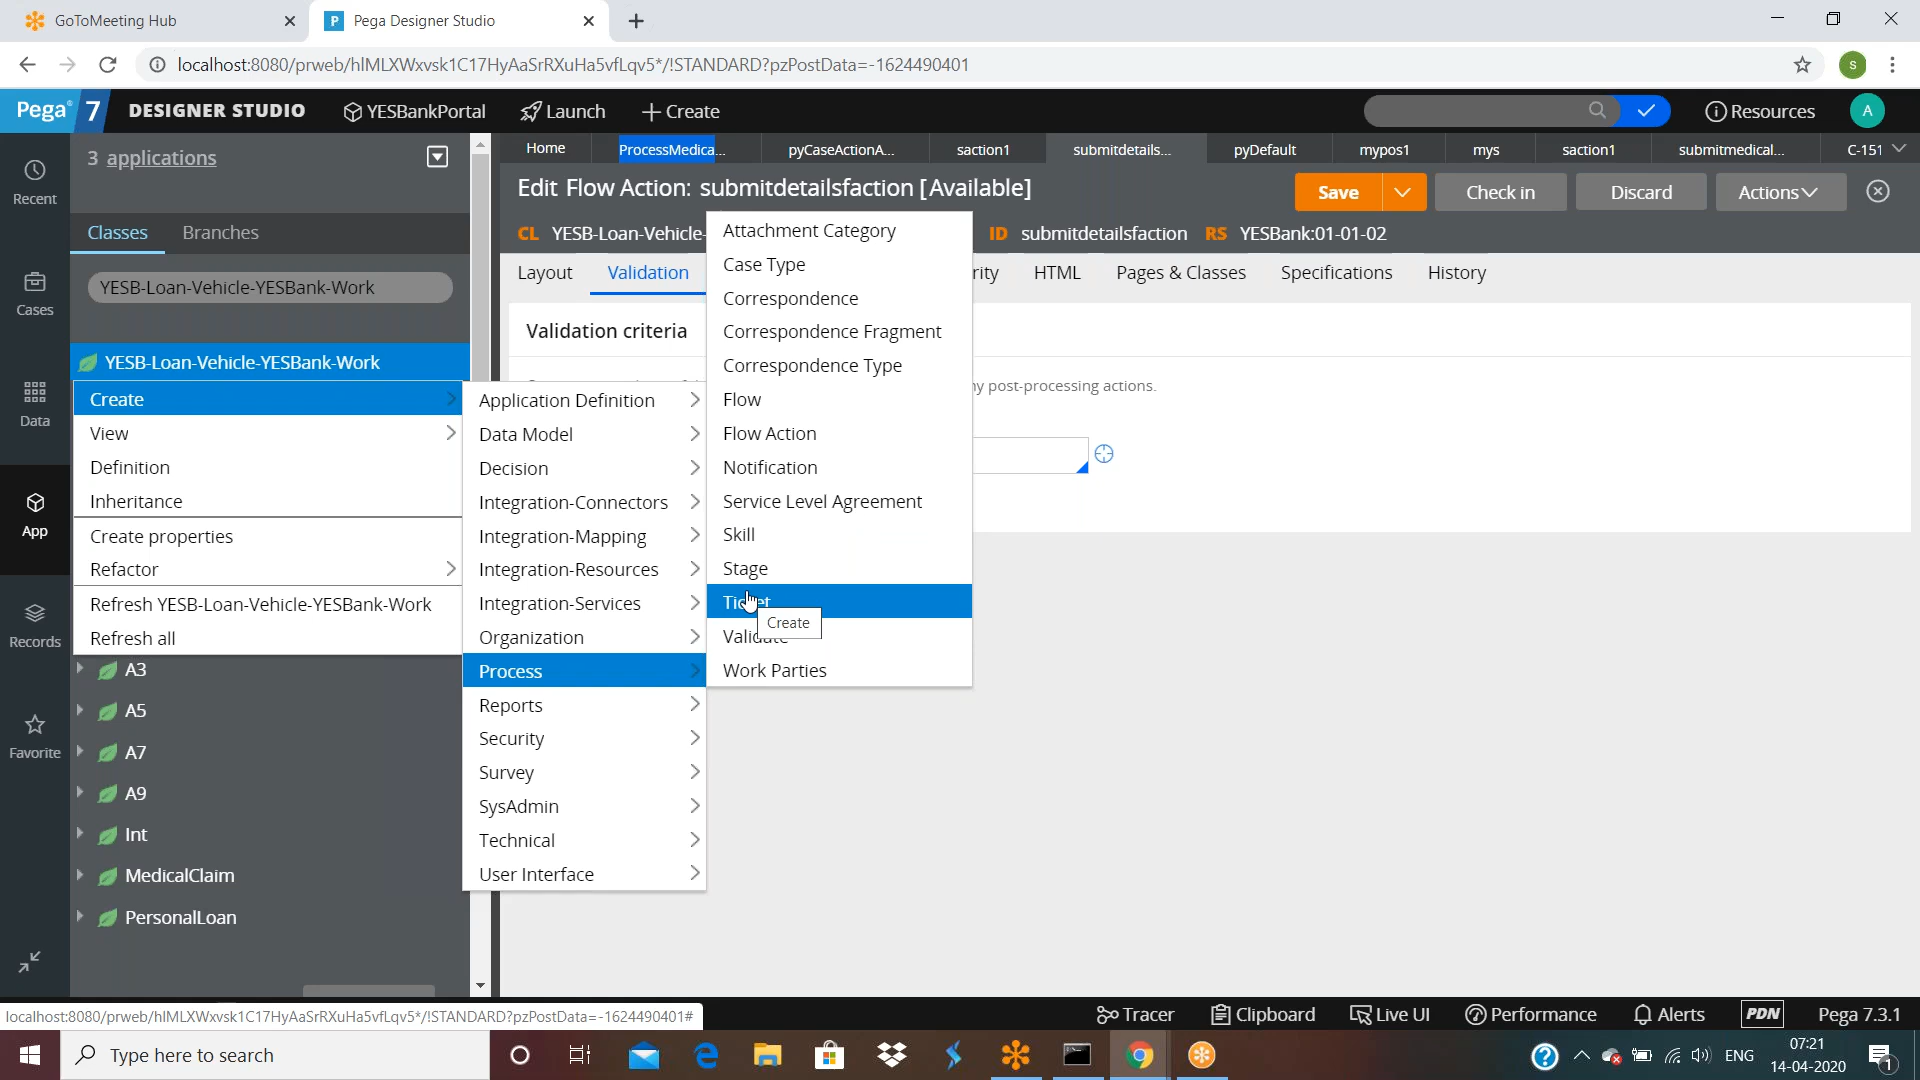 GoToMeeting Hub
Pega Designer Studio
localhost:8080/prweb/hlMLXWxvsk1C17HyAaSrRXuHa5vfLqv5*/!STANDARD?pzPostData=-1624490401
s
Pega 7 DESIGNER STUDIO YESBankPortal Launch Create Resources A
3 applications
Home ProcessMedica... pyCaseActionA... saction1 submitdetails... pyDefault mypos1 mys saction1 submitmedical... C-151
Edit Flow Action: submitdetailsfaction [Available]
Save Check in Discard Actions
CL YESB-Loan-Vehicle- ID submitdetailsfaction RS YESBank:01-01-02
Recent
Cases
Data
App
Records
Favorite
Classes Branches
YESB-Loan-Vehicle-YESBank-Work
YESB-Loan-Vehicle-YESBank-Work
Create
View
Definition
Inheritance
Create properties
Refactor
Refresh YESB-Loan-Vehicle-YESBank-Work
Refresh all
A3
A5
A7
A9
Int
MedicalClaim
PersonalLoan
Application Definition
Data Model
Decision
Integration-Connectors
Integration-Mapping
Integration-Resources
Integration-Services
Organization
Process
Reports
Security
Survey
SysAdmin
Technical
User Interface
Attachment Category
Case Type
Correspondence
Correspondence Fragment
Correspondence Type
Flow
Flow Action
Notification
Service Level Agreement
Skill
Stage
Ticket
Create
Validate
Work Parties
Layout Validation rity HTML Pages & Classes Specifications History
Validation criteria
y post-processing actions.
localhost:8080/prweb/hlMLXWxvsk1C17HyAaSrRXuHa5vfLqv5*/!STANDARD?pzPostData=-1624490401#
Tracer Clipboard Live UI Performance Alerts PDN Pega 7.3.1
Type here to search
ENG
07:21
14-04-2020
1